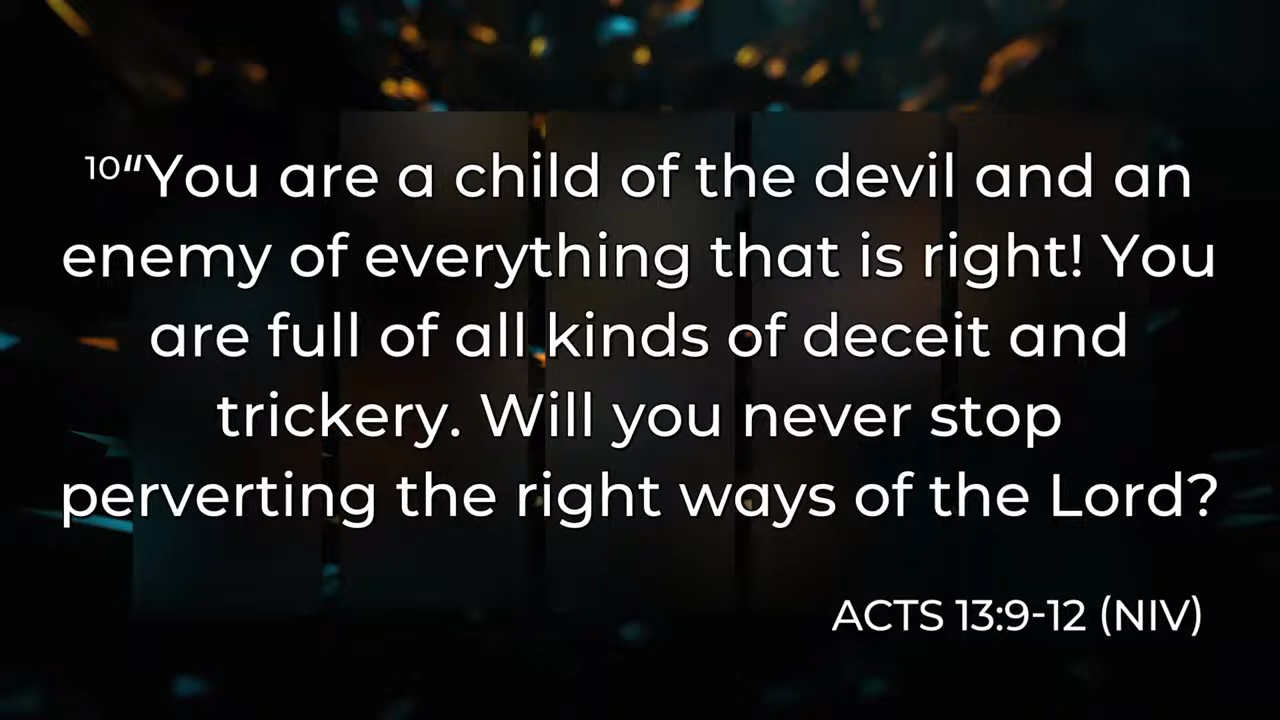 10“You are a child of the devil and an
enemy of everything that is right! You
are full of all kinds of deceit and
trickery. Will you never stop
perverting the right ways of the Lord?
ACTS 13:9-12 (NIV)